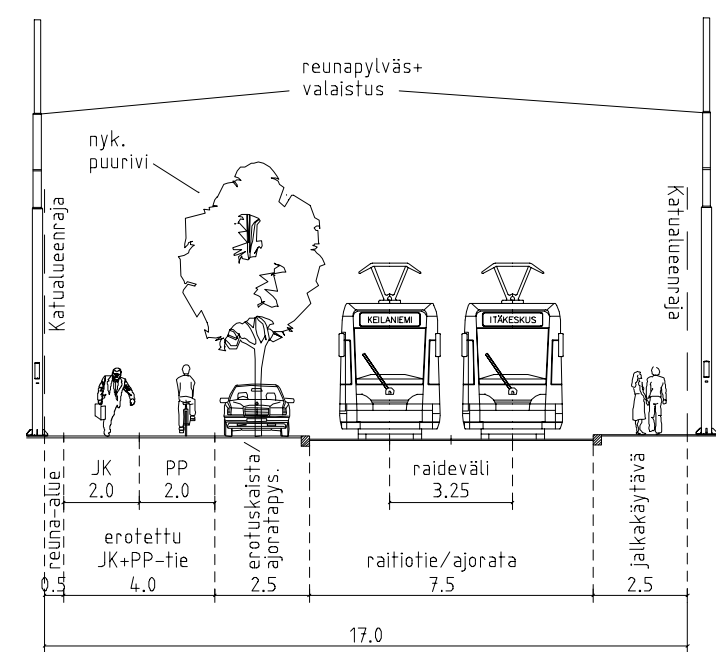 reunapylväs+
valaistus
nyk.
puurivi
Katualueenraja
Katualueenraja
KEILANIEMI
ITÄKESKUS
reuna-alue
JK
2.0
PP
2.0
erotuskaista/
ajoratapys.
raideväli
3.25
jalkakäytävä
erotettu
JK+PP-tie
raitiotie/ajorata
0.5
4.0
2.5
7.5
2.5
17.0